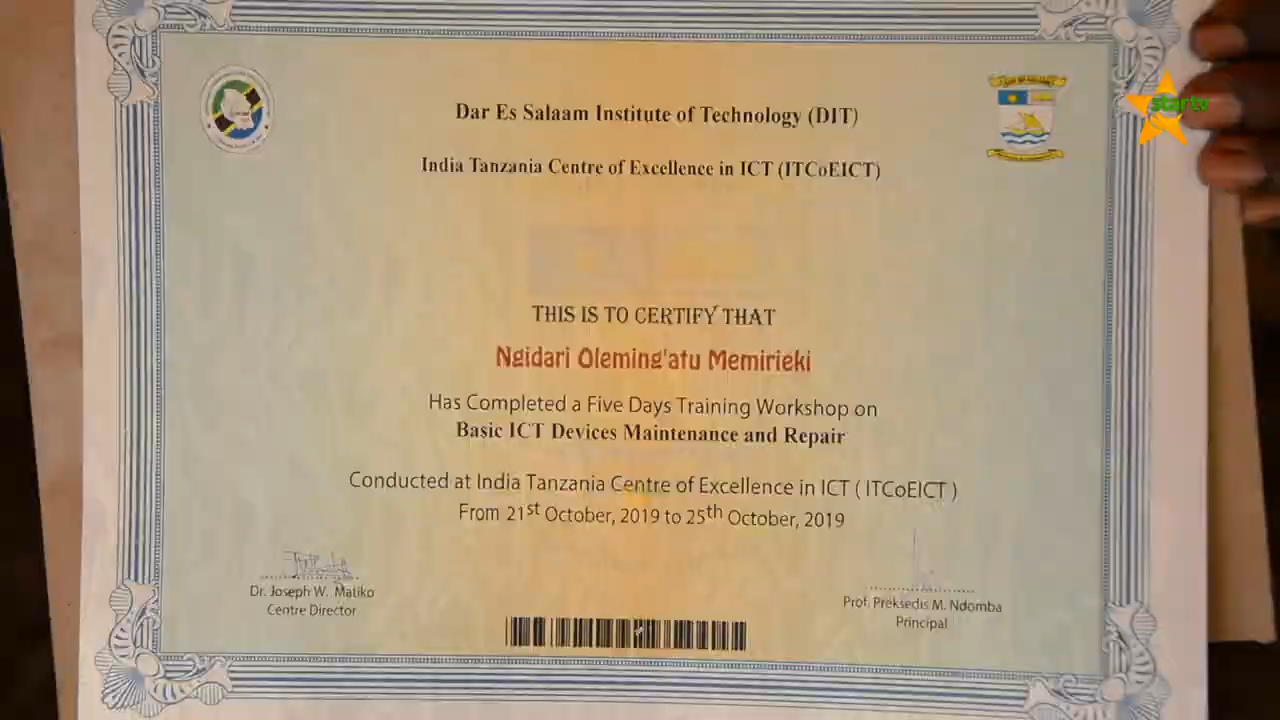 startv
Dar Es Salaam Institute of Technology (DIT)
India Tanzania Centre of Excellence in ICT (ITCoEICT)
THIS IS TO CERTIFY THAT
Ngidari Oleming'atu Memirieki
Has Completed a Five Days Training Workshop on
Basic ICT Devices Maintenance and Repair
Conducted at India Tanzania Centre of Excellence in ICT ( ITCoEICT )
From 21st October, 2019 to 25th October, 2019
Dr. Joseph W. Matiko
Centre Director
Prof. Preksedis M. Ndomba
Principal